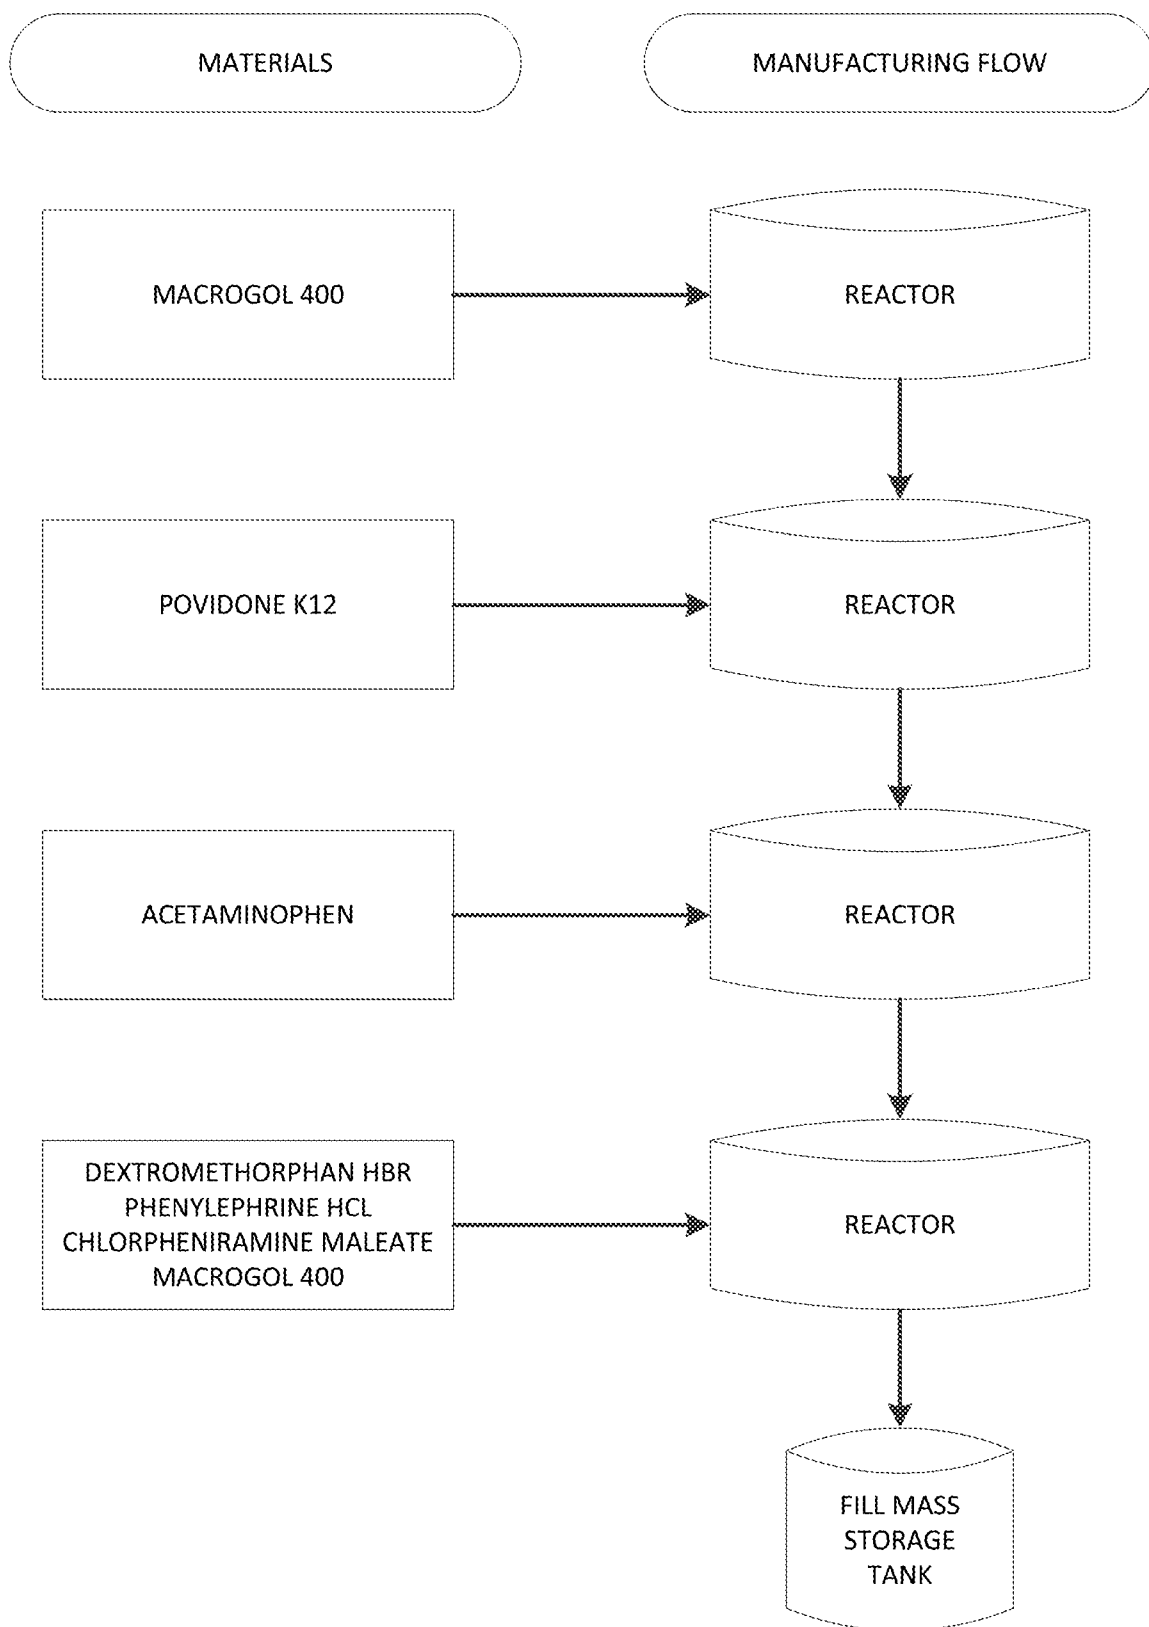 MATERIALS
MANUFACTURING FLOW
MACROGOL 400
REACTOR
POVIDONE K12
REACTOR
ACETAMINOPHEN
REACTOR
DEXTROMETHORPHAN HBR
PHENYLEPHRINE HCL
CHLORPHENIRAMINE MALEATE
MACROGOL 400
REACTOR
FILL MASS
STORAGE
TANK